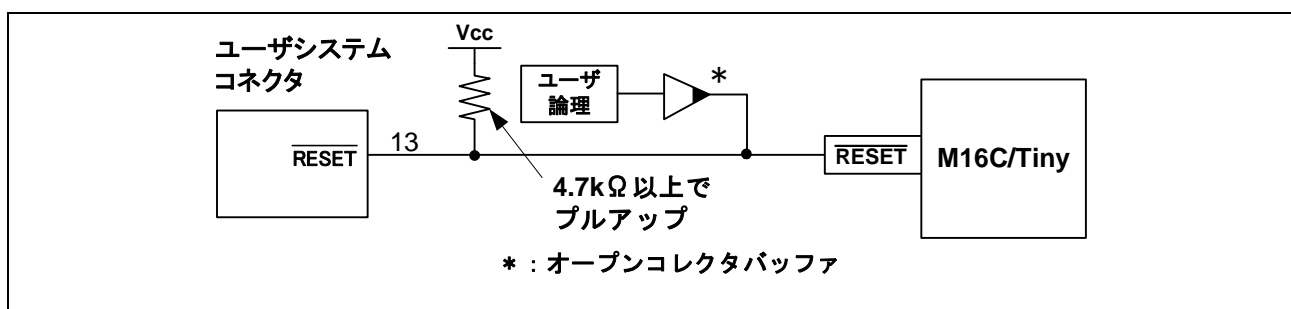 ユーザシステム
コネクタ
Vcc
ユーザ
論理
*
RESET
13
RESET
M16C/Tiny
4.7kΩ以上で
プルアップ
* : オープンコレクタバッファ